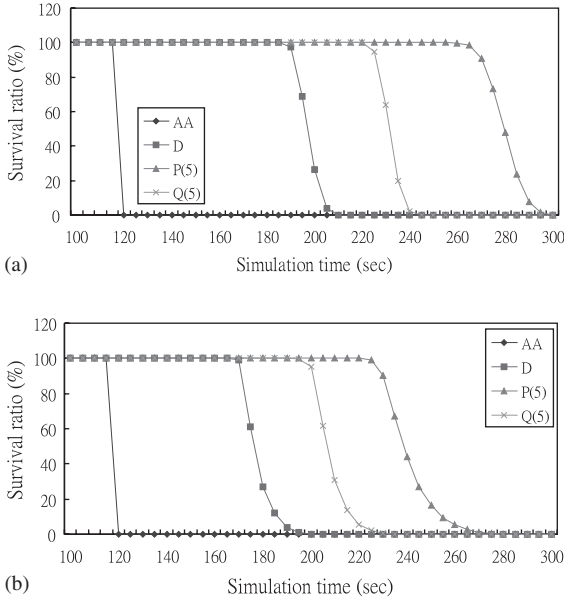 120
100
80
60
40
20
0
Survival ratio (%)
AA
D
P(5)
Q(5)
100 120 140 160 180 200 220 240 260 280 300
Simulation time (sec)
(a)
120
100
80
60
40
20
0
Survival ratio (%)
AA
D
P(5)
Q(5)
100 120 140 160 180 200 220 240 260 280 300
Simulation time (sec)
(b)